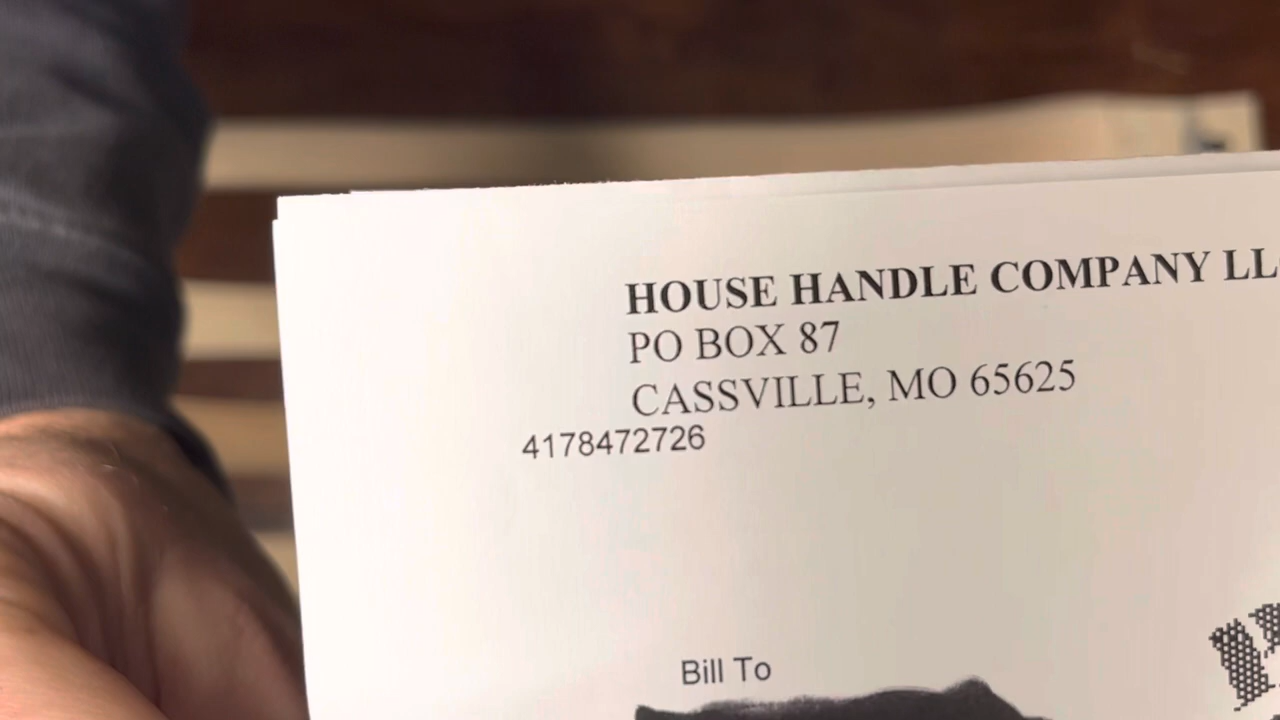 HOUSE HANDLE COMPANY
PO BOX 87
CASSVILLE, MO 65625
4178472726
Bill To